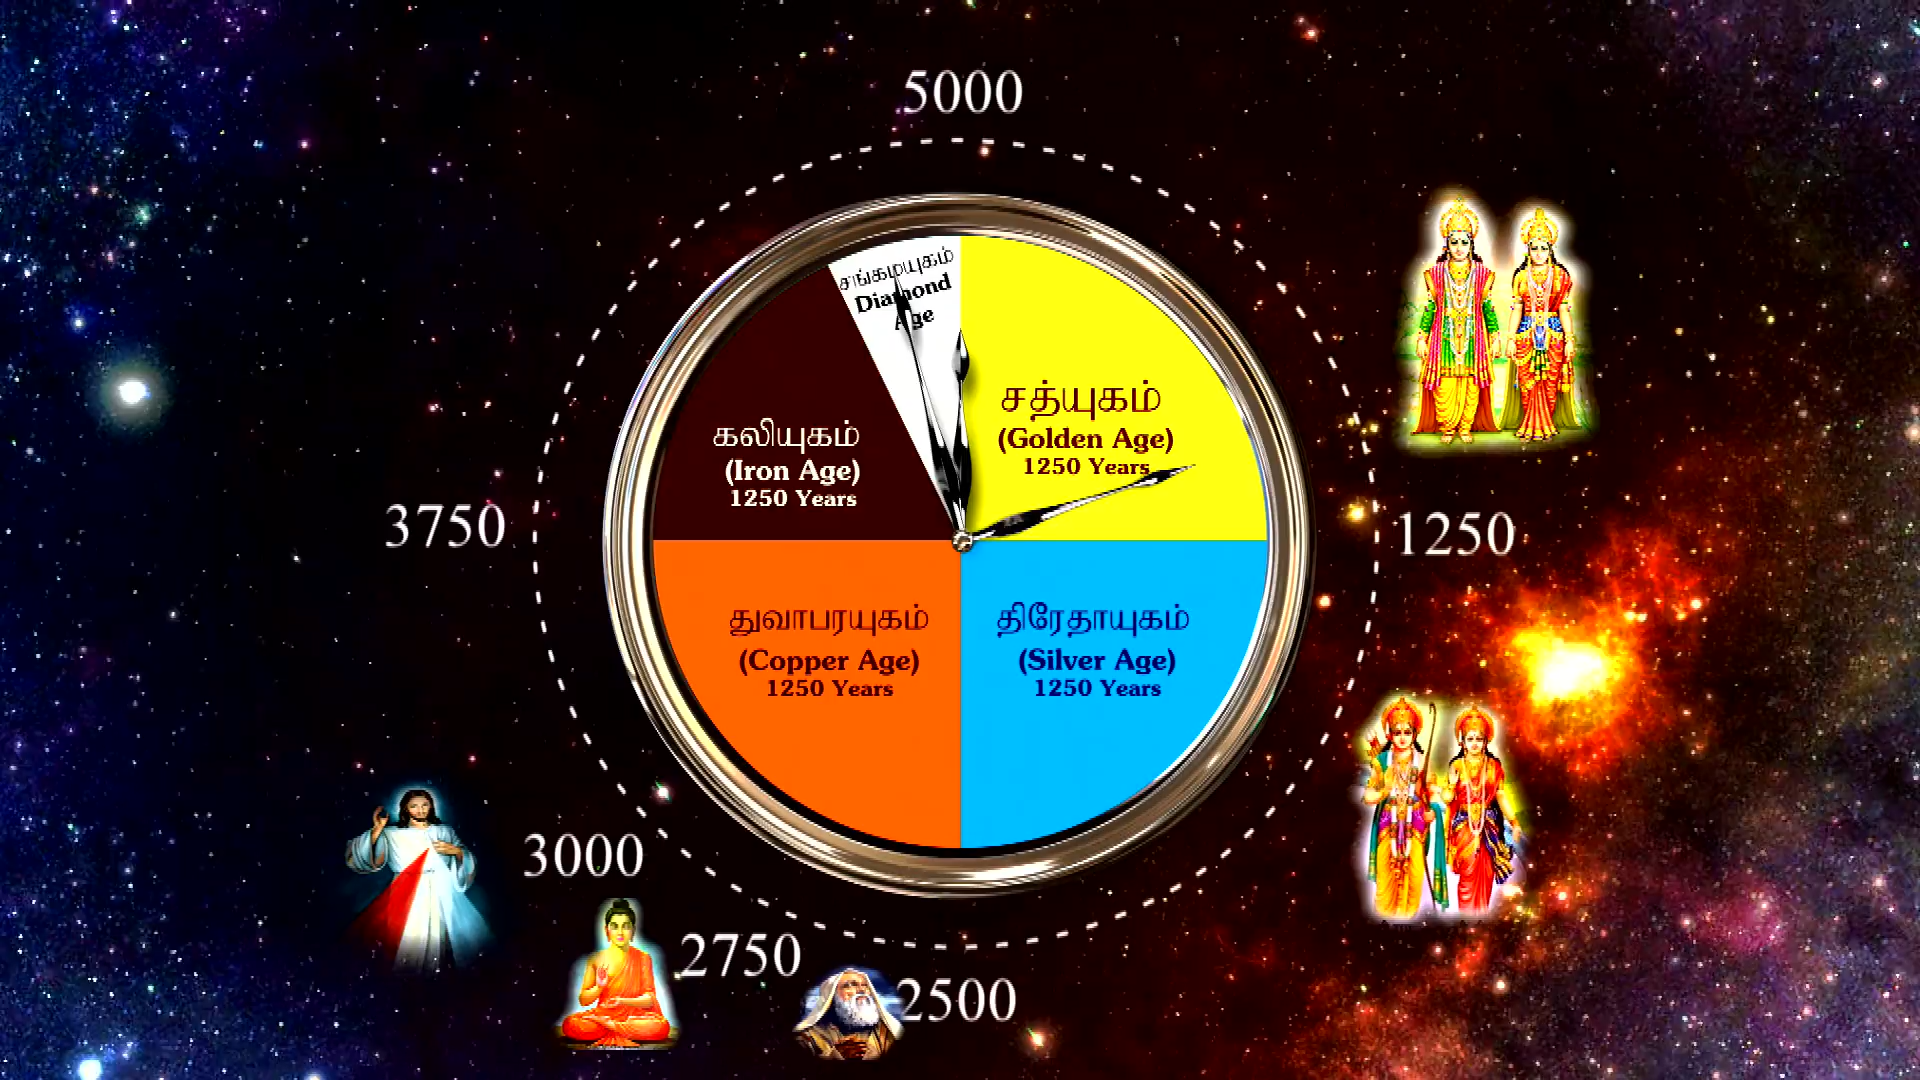 5000
சங்கமயுகம்
Diamond
Age
சத்யுகம்
(Golden Age)
1250 Years
கலியுகம்
(Iron Age)
1250 Years
3750
1250
துவாபரயுகம்
(Copper Age)
1250 Years
திரேதாயுகம்
(Silver Age)
1250 Years
3000
2750
2500